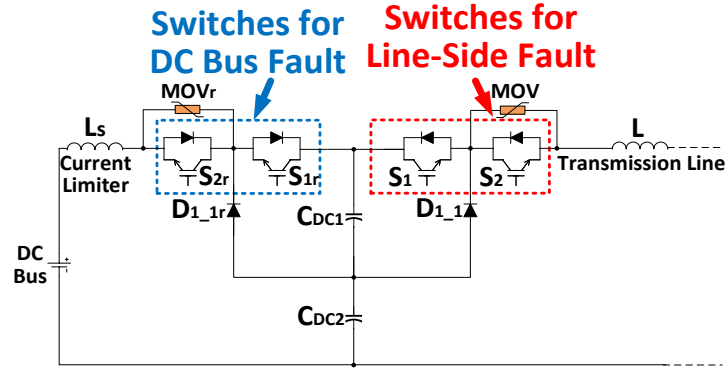 Switches for
DC Bus Fault
Switches for
Line-Side Fault
MOVr
MOV
Ls
L
Current
Limiter
S2r
S1r
S1
S2
Transmission Line
D1_1r
CDC1
D1_1
DC
Bus
CDC2